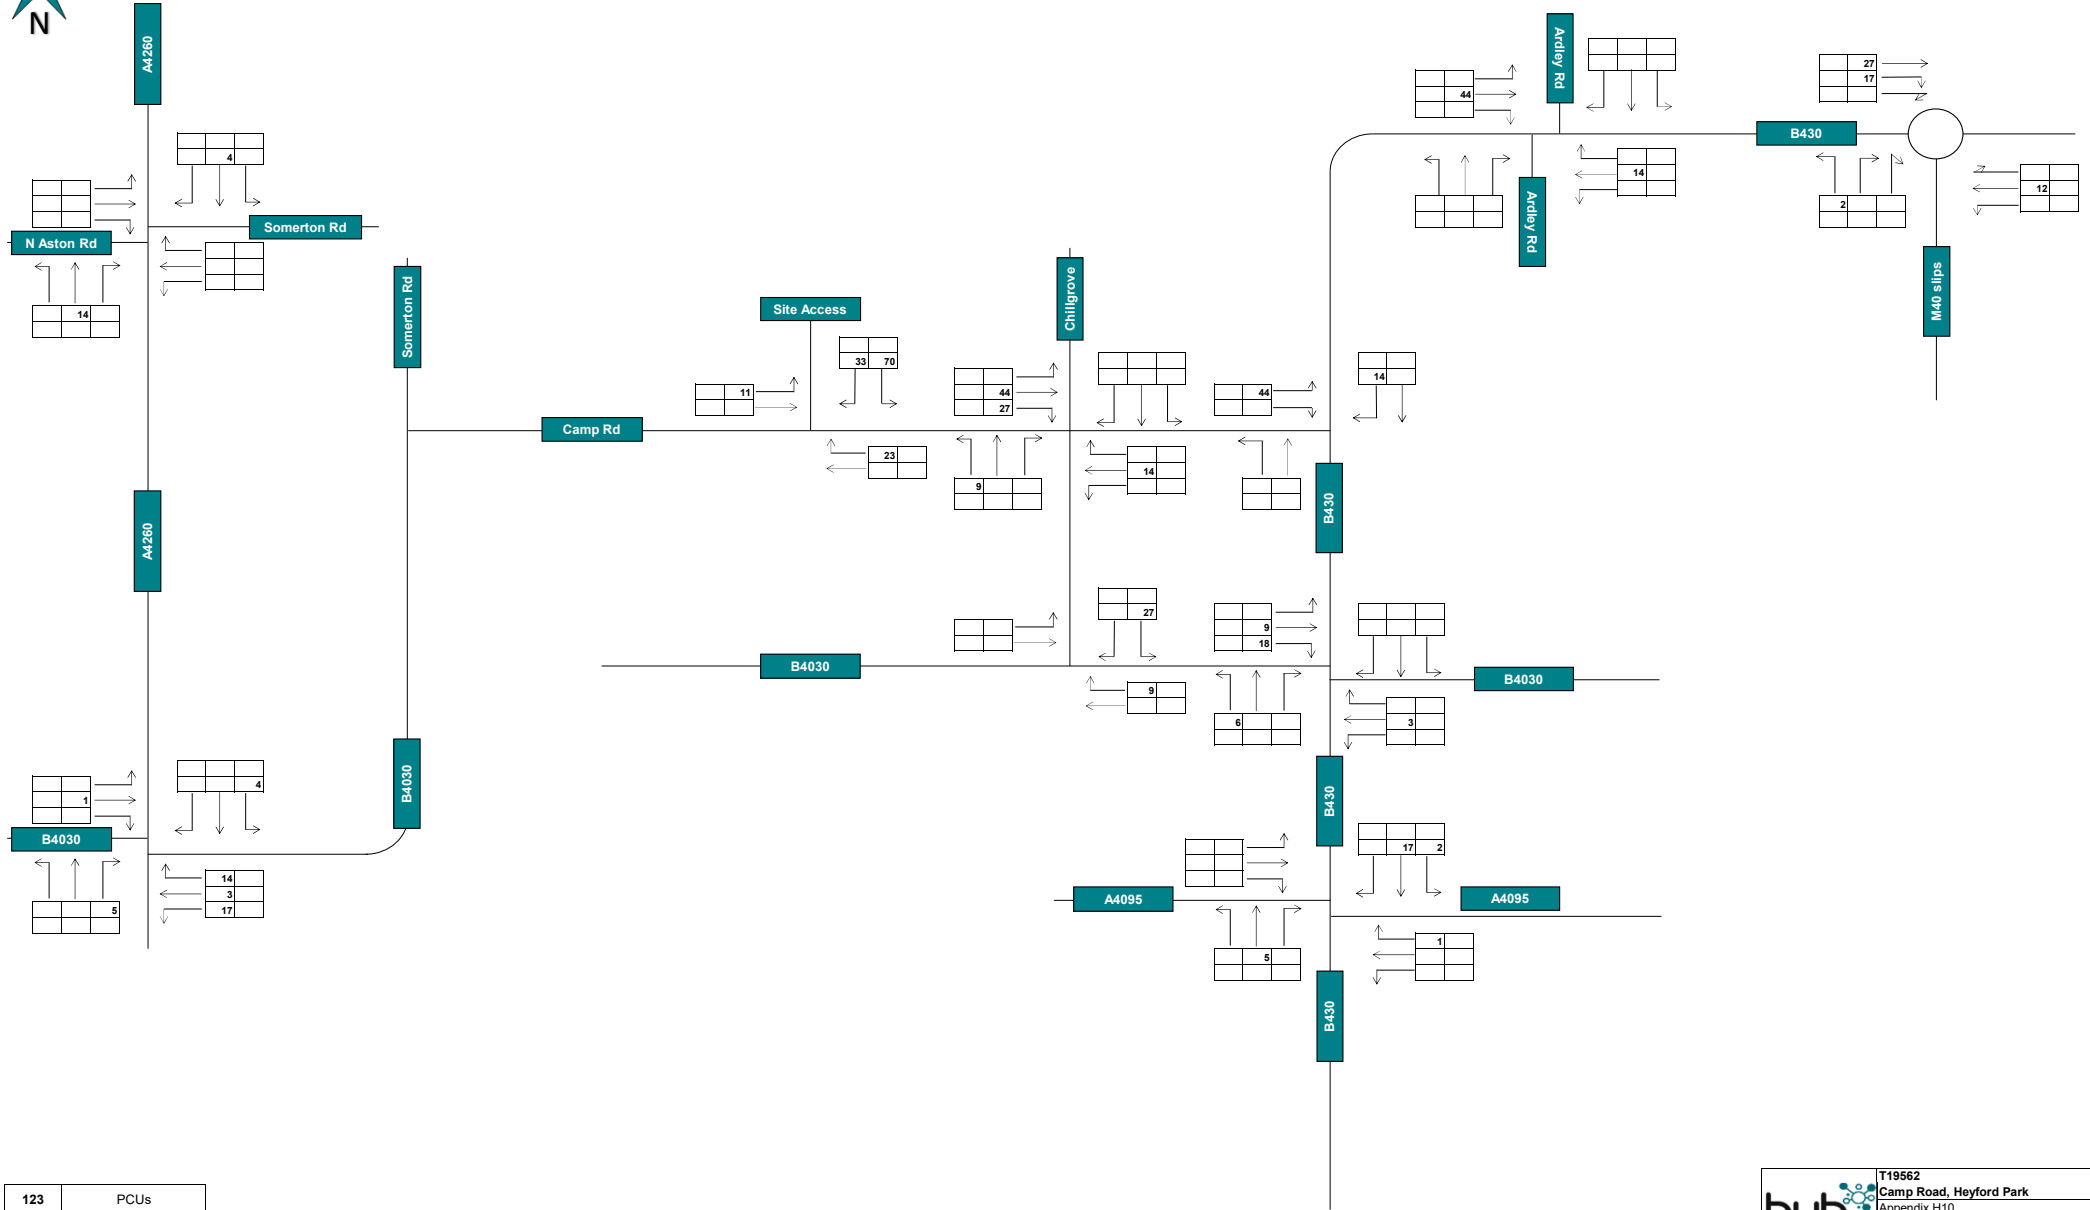 N
A4260
Ardley Rd
27
17
44
B430
4
14
12
Somerton Rd
N Aston Rd
Ardley Rd
2
14
Somerton Rd
Chillgrove
M40 slips
Site Access
33 70
11
44
27
44
14
Camp Rd
23
14
9
B430
A4260
27
9
18
B4030
B4030
9
6
3
4
1
B4030
B4030
B430
17 2
14
3
17
5
A4095
A4095
5
1
B430
123 PCUs
T19562
Camp Road, Heyford Park
Appendix H10
hub